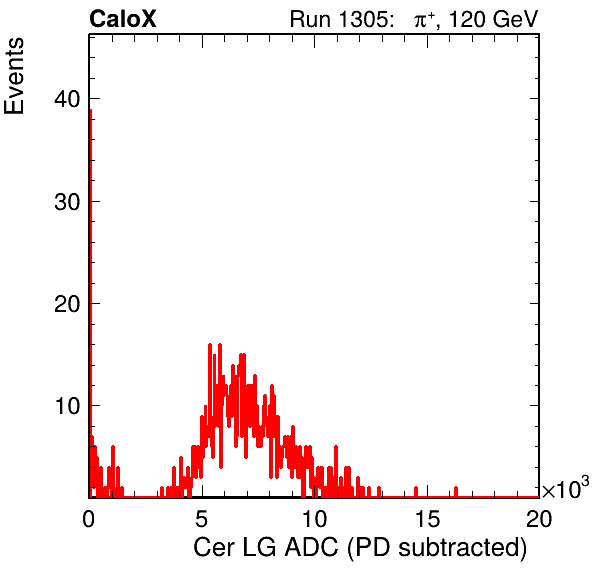 CaloX Run 1305: π⁺, 120 GeV
Events
40
30
20
10
0 5 10 15 20
×10³
Cer LG ADC (PD subtracted)